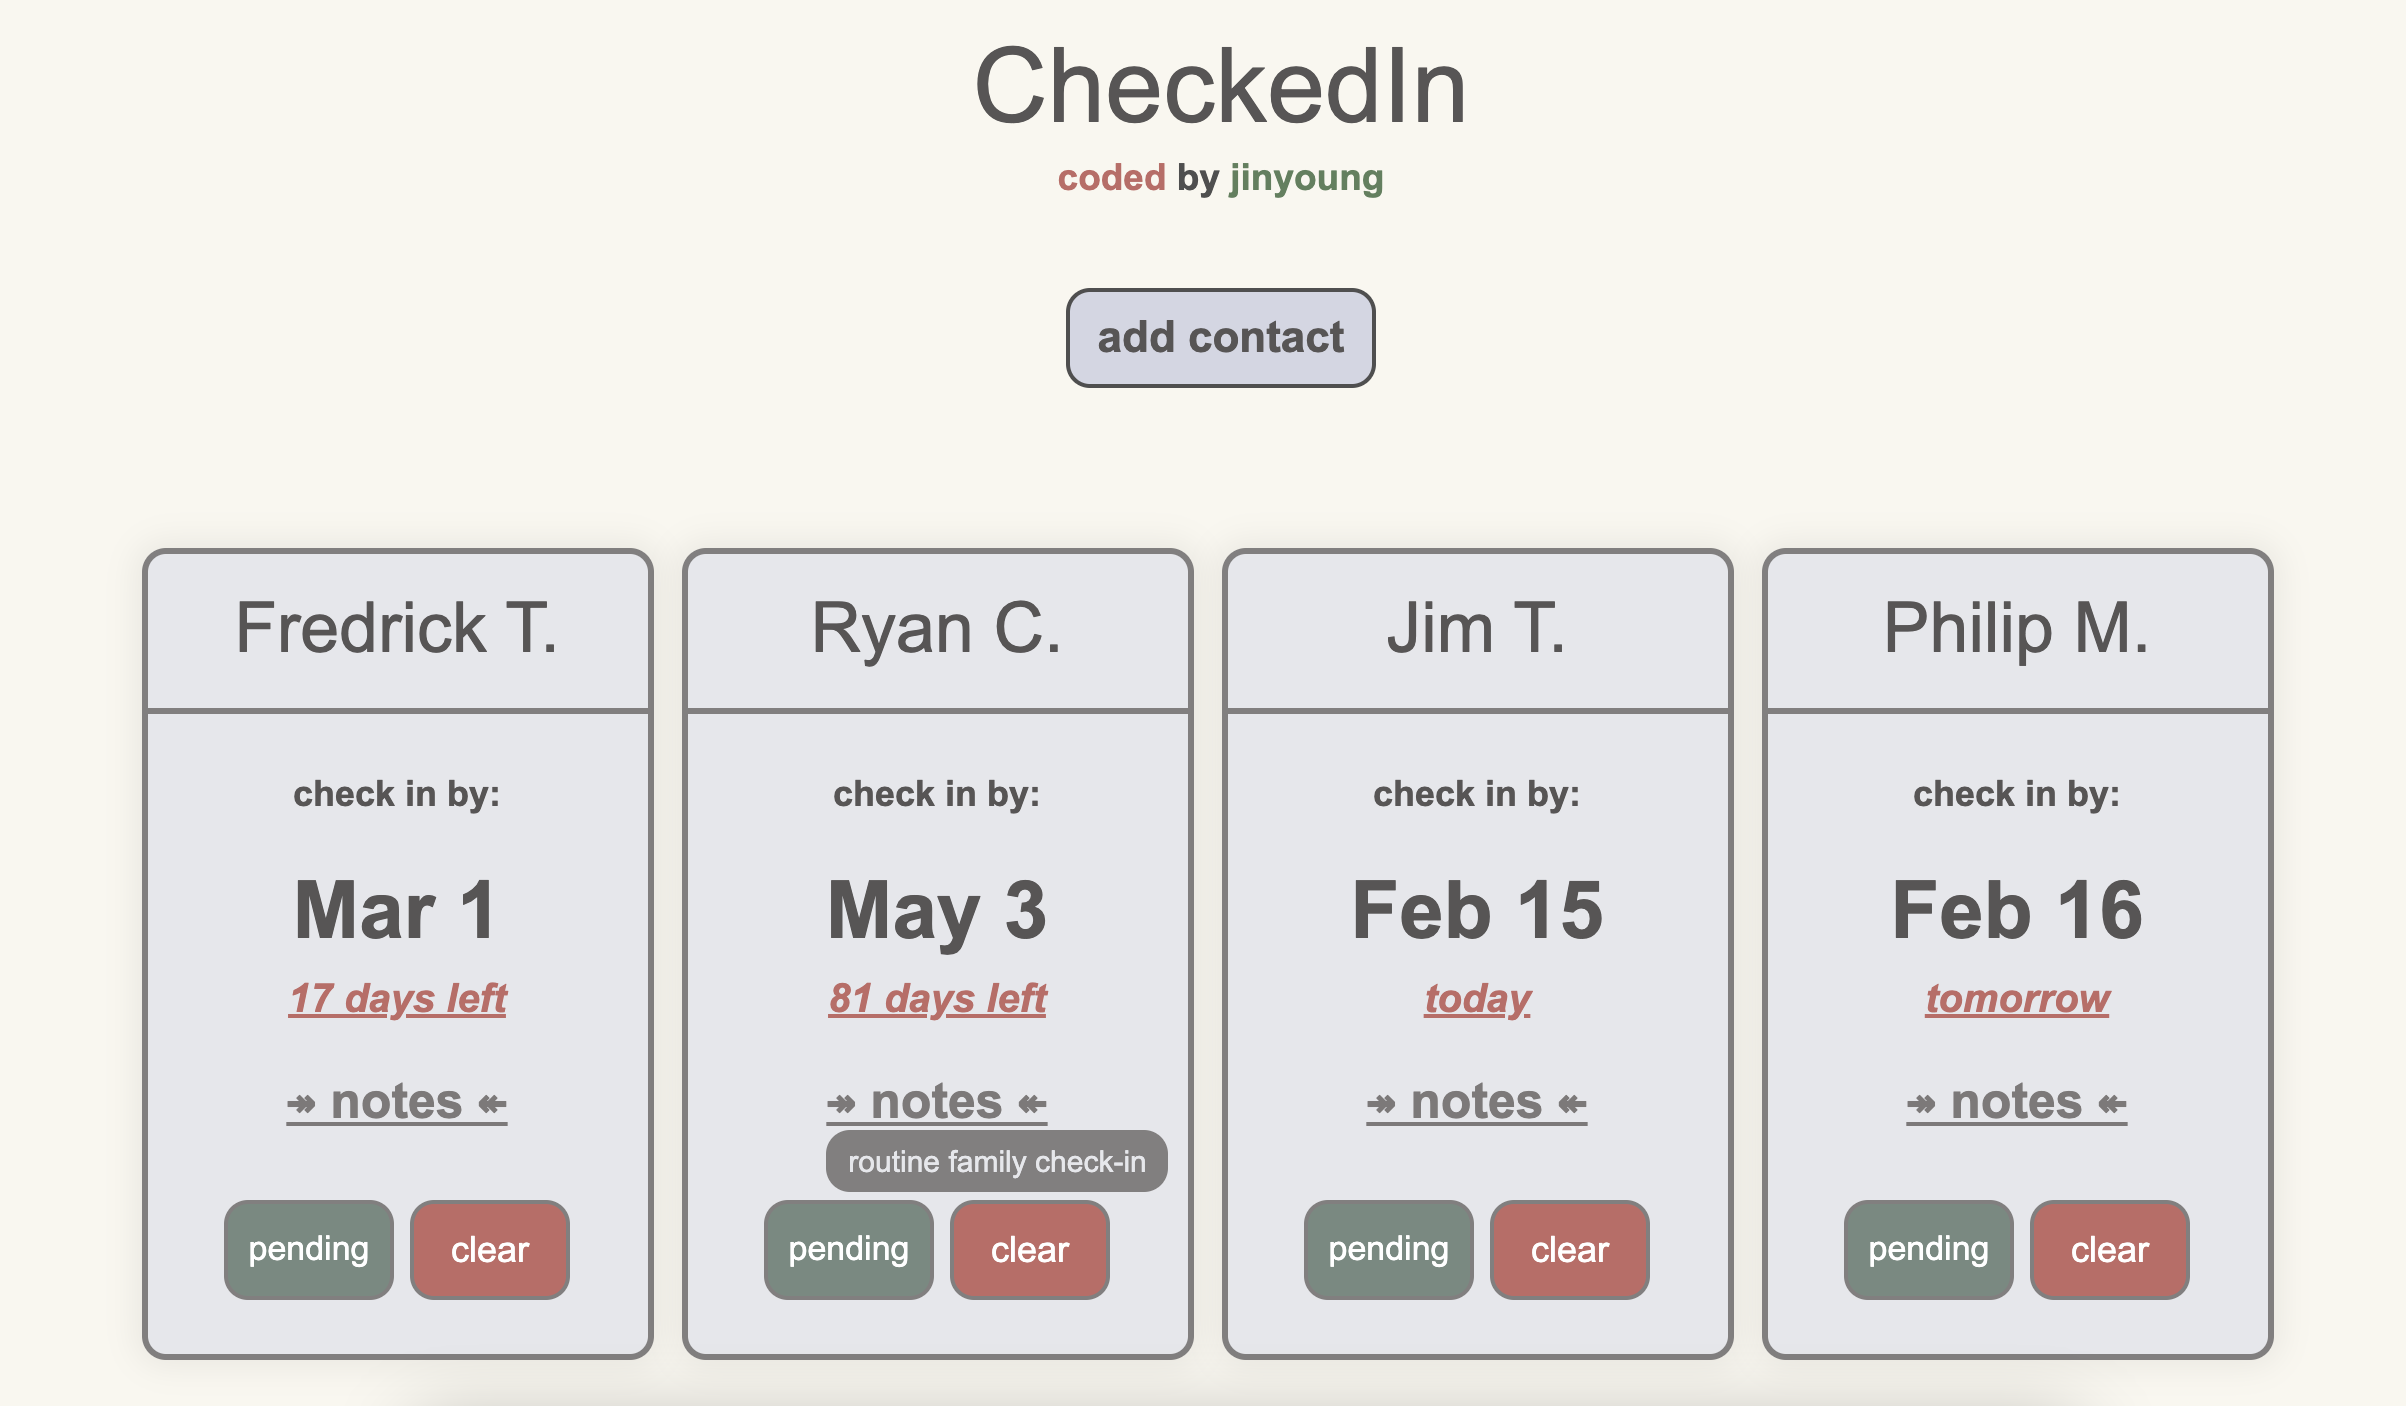 CheckedIn
coded by jinyoung
add contact
Fredrick T.
check in by:
Mar 1
17 days left
↠ notes ↞
pending
clear
Ryan C.
check in by:
May 3
81 days left
↠ notes ↞
routine family check-in
pending
clear
Jim T.
check in by:
Feb 15
today
↠ notes ↞
pending
clear
Philip M.
check in by:
Feb 16
tomorrow
↠ notes ↞
pending
clear